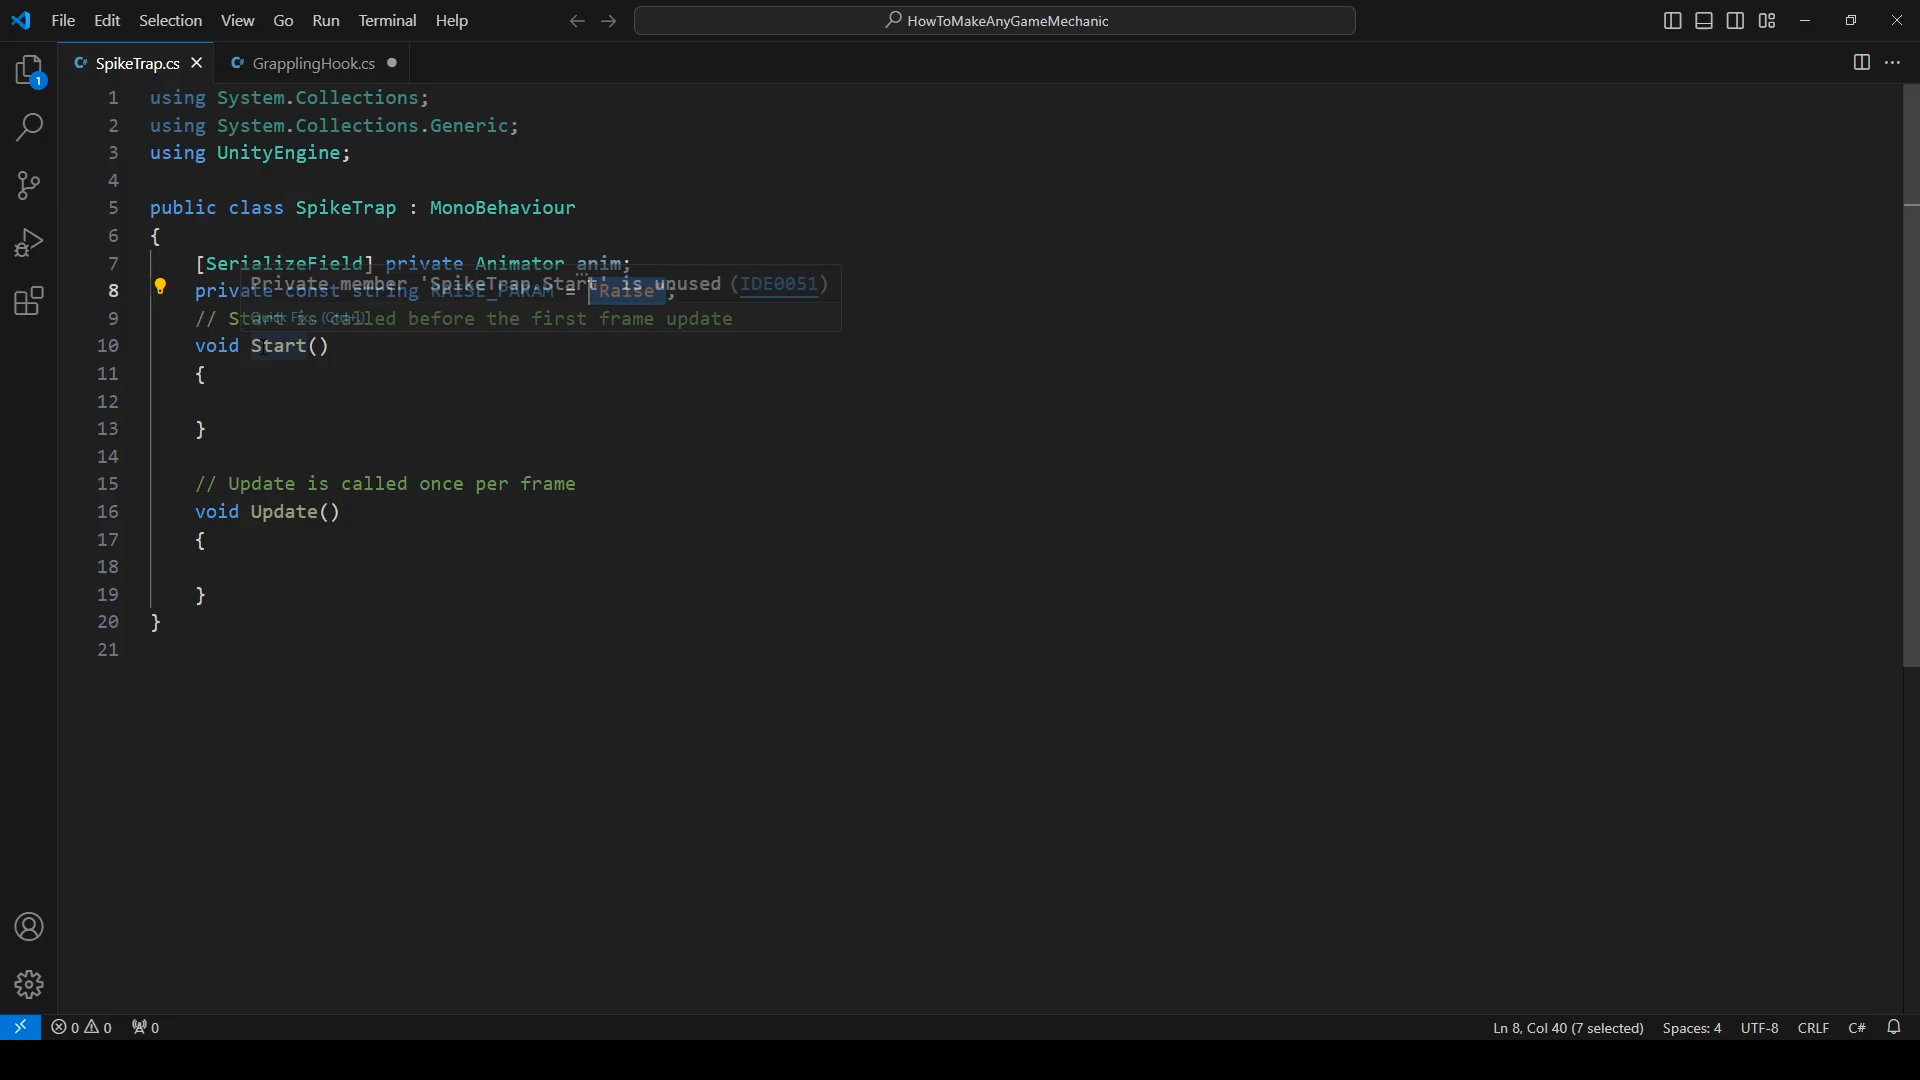 File Edit Selection View Go Run Terminal Help
HowToMakeAnyGameMechanic
C# SpikeTrap.cs
C# GrapplingHook.cs
1
1 using System.Collections;
2 using System.Collections.Generic;
3 using UnityEngine;
4
5 public class SpikeTrap : MonoBehaviour
6 {
7 [SerializeField] private Animator anim;
Private member 'SpikeTrap.Start' is unused (IDE0051)
8 private const string RAISE_PARAM = "Raise";
Quick Fix... (Ctrl+.)
9 // Start is called before the first frame update
10 void Start()
11 {
12
13 }
14
15 // Update is called once per frame
16 void Update()
17 {
18
19 }
20 }
21
0 0 0
Ln 8, Col 40 (7 selected) Spaces: 4 UTF-8 CRLF C#